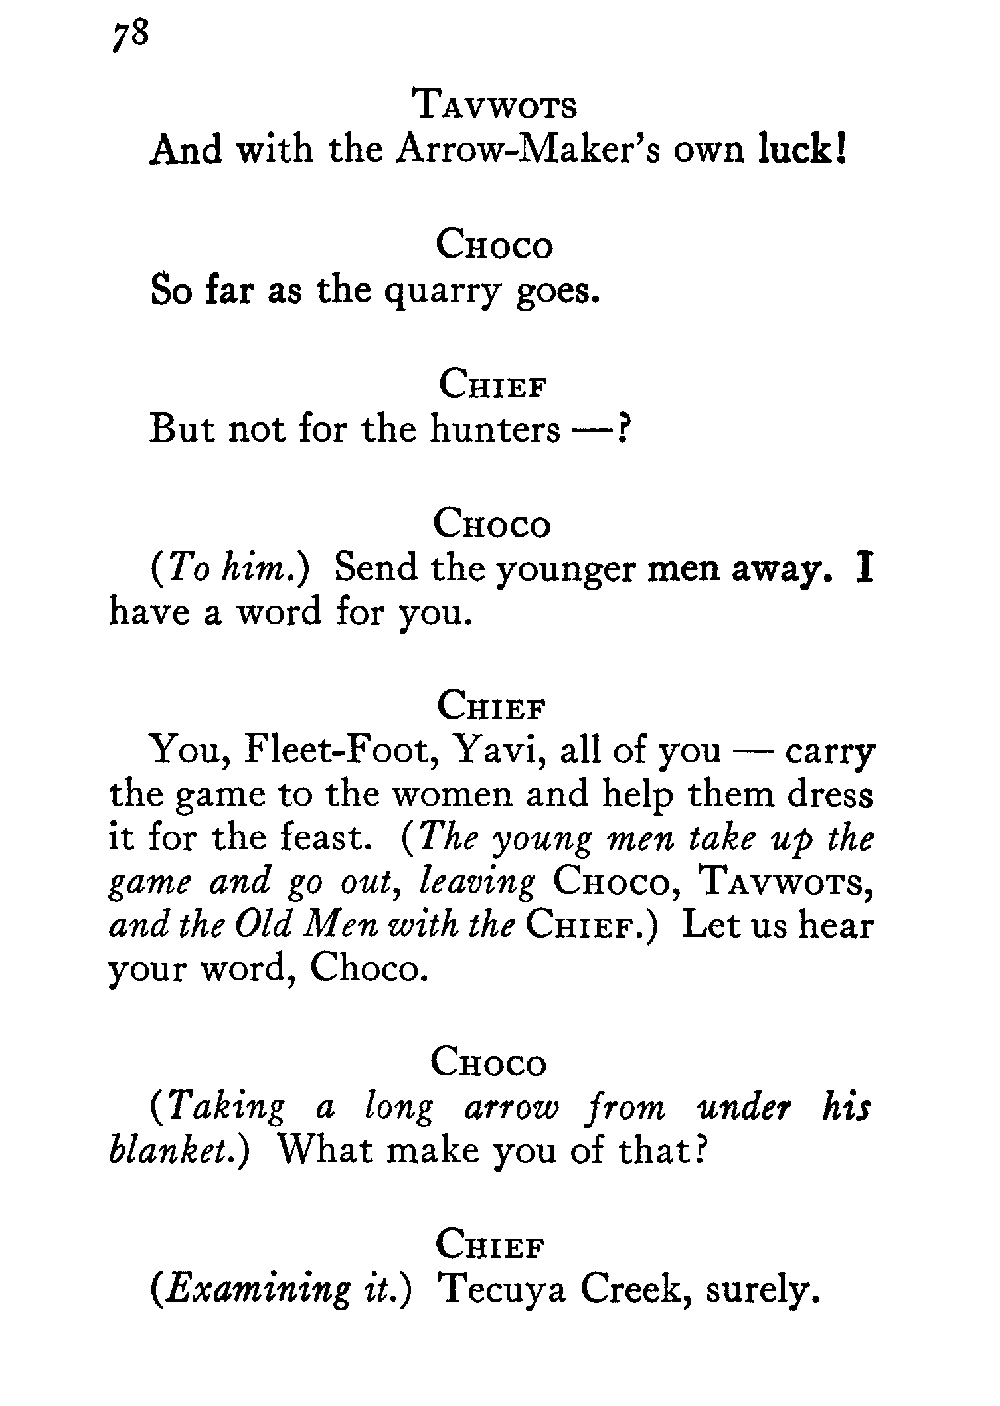 78
TAVWOTS
And with the Arrow-Maker's own luck!
CHOCO
So far as the quarry goes.
CHIEF
But not for the hunters —?
CHOCO
(To him.) Send the younger men away. I
have a word for you.
CHIEF
You, Fleet-Foot, Yavi, all of you — carry
the game to the women and help them dress
it for the feast. (The young men take up the
game and go out, leaving CHOCO, TAVWOTS,
and the Old Men with the CHIEF.) Let us hear
your word, Choco.
CHOCO
(Taking a long arrow from under his
blanket.) What make you of that?
CHIEF
(Examining it.) Tecuya Creek, surely.